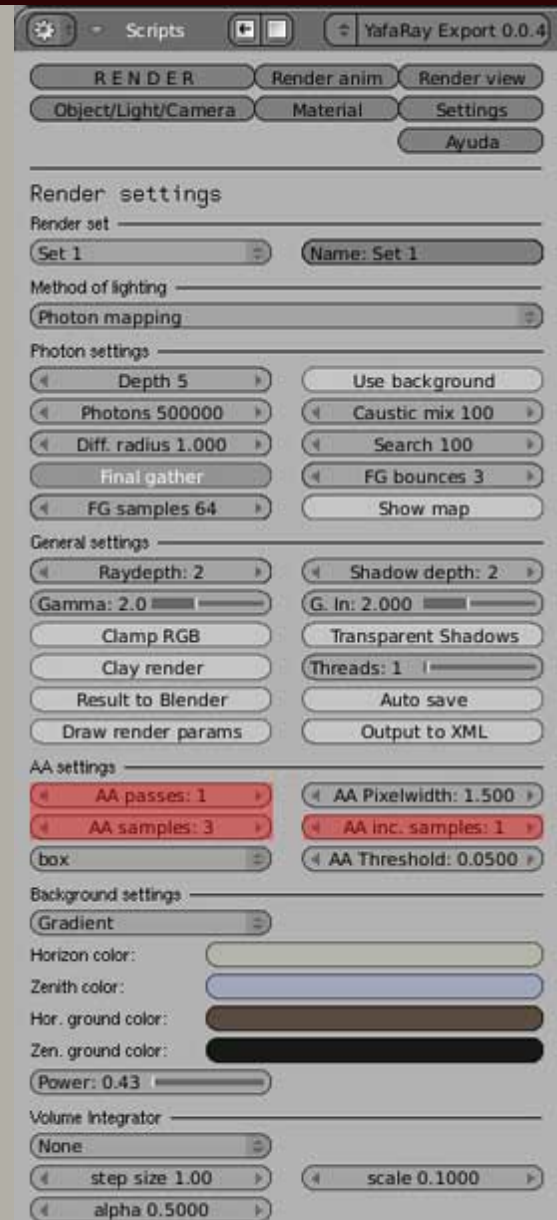 Scripts YafaRay Export 0.0.4
RENDER Render anim Render view
Object/Light/Camera Material Settings
Ayuda
Render settings
Render set
Set 1 Name: Set 1
Method of lighting
Photon mapping
Photon settings
Depth 5 Use background
Photons 500000 Caustic mix 100
Diff. radius 1.000 Search 100
Final gather FG bounces 3
FG samples 64 Show map
General settings
Raydepth: 2 Shadow depth: 2
Gamma: 2.0 G. In: 2.000
Clamp RGB Transparent Shadows
Clay render Threads: 1
Result to Blender Auto save
Draw render params Output to XML
AA settings
AA passes: 1 AA Pixelwidth: 1.500
AA samples: 3 AA inc. samples: 1
box AA Threshold: 0.0500
Background settings
Gradient
Horizon color:
Zenith color:
Hor. ground color:
Zen. ground color:
Power: 0.43
Volume Integrator
None
step size 1.00 scale 0.1000
alpha 0.5000